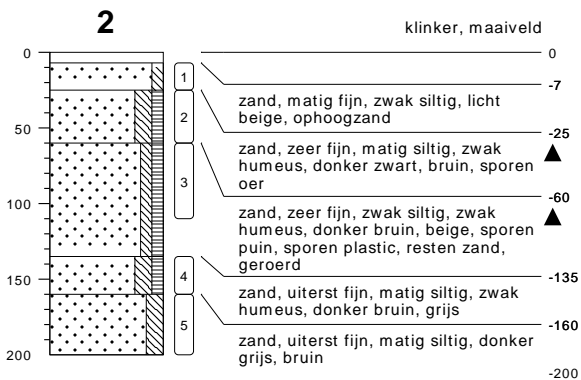 2
klinker, maaiveld
0
0
1
-7
zand, matig fijn, zwak siltig, licht
beige, ophoogzand
-25
2
50
zand, zeer fijn, matig siltig, zwak
humeus, donker zwart, bruin, sporen
oer
-60
3
100
zand, zeer fijn, zwak siltig, zwak
humeus, donker bruin, beige, sporen
puin, sporen plastic, resten zand,
geroerd
-135
4
150
zand, uiterst fijn, matig siltig, zwak
humeus, donker bruin, grijs
-160
5
zand, uiterst fijn, matig siltig, donker
grijs, bruin
200
-200